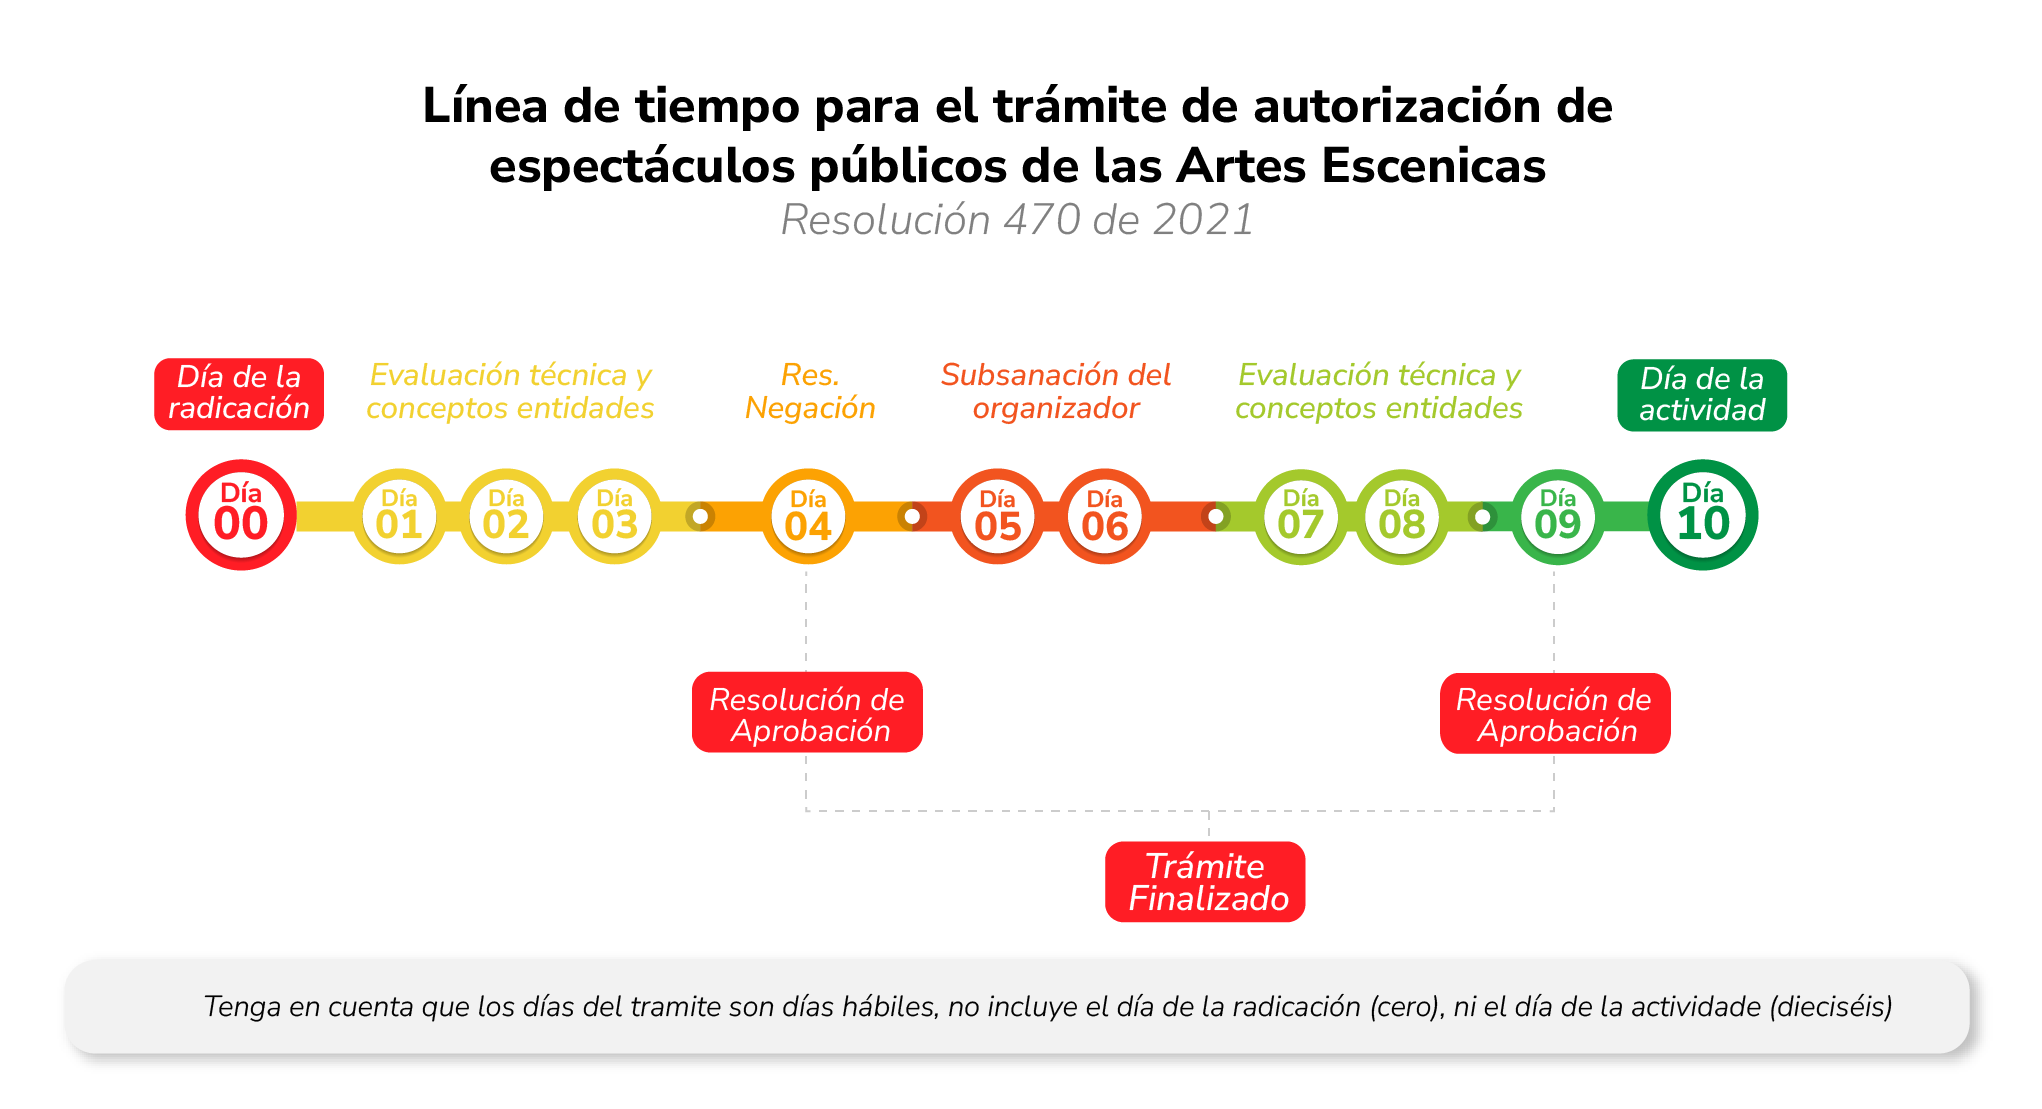 Línea de tiempo para el trámite de autorización de
espectáculos públicos de las Artes Escenicas
Resolución 470 de 2021
Día de la
radicación
Evaluación técnica y
conceptos entidades
Res.
Negación
Subsanación del
organizador
Evaluación técnica y
conceptos entidades
Día de la
actividad
Día
00
Día
01
Día
02
Día
03
Día
04
Día
05
Día
06
Día
07
Día
08
Día
09
Día
10
Resolución de
Aprobación
Resolución de
Aprobación
Trámite
Finalizado
Tenga en cuenta que los días del tramite son días hábiles, no incluye el día de la radicación (cero), ni el día de la actividade (dieciséis)